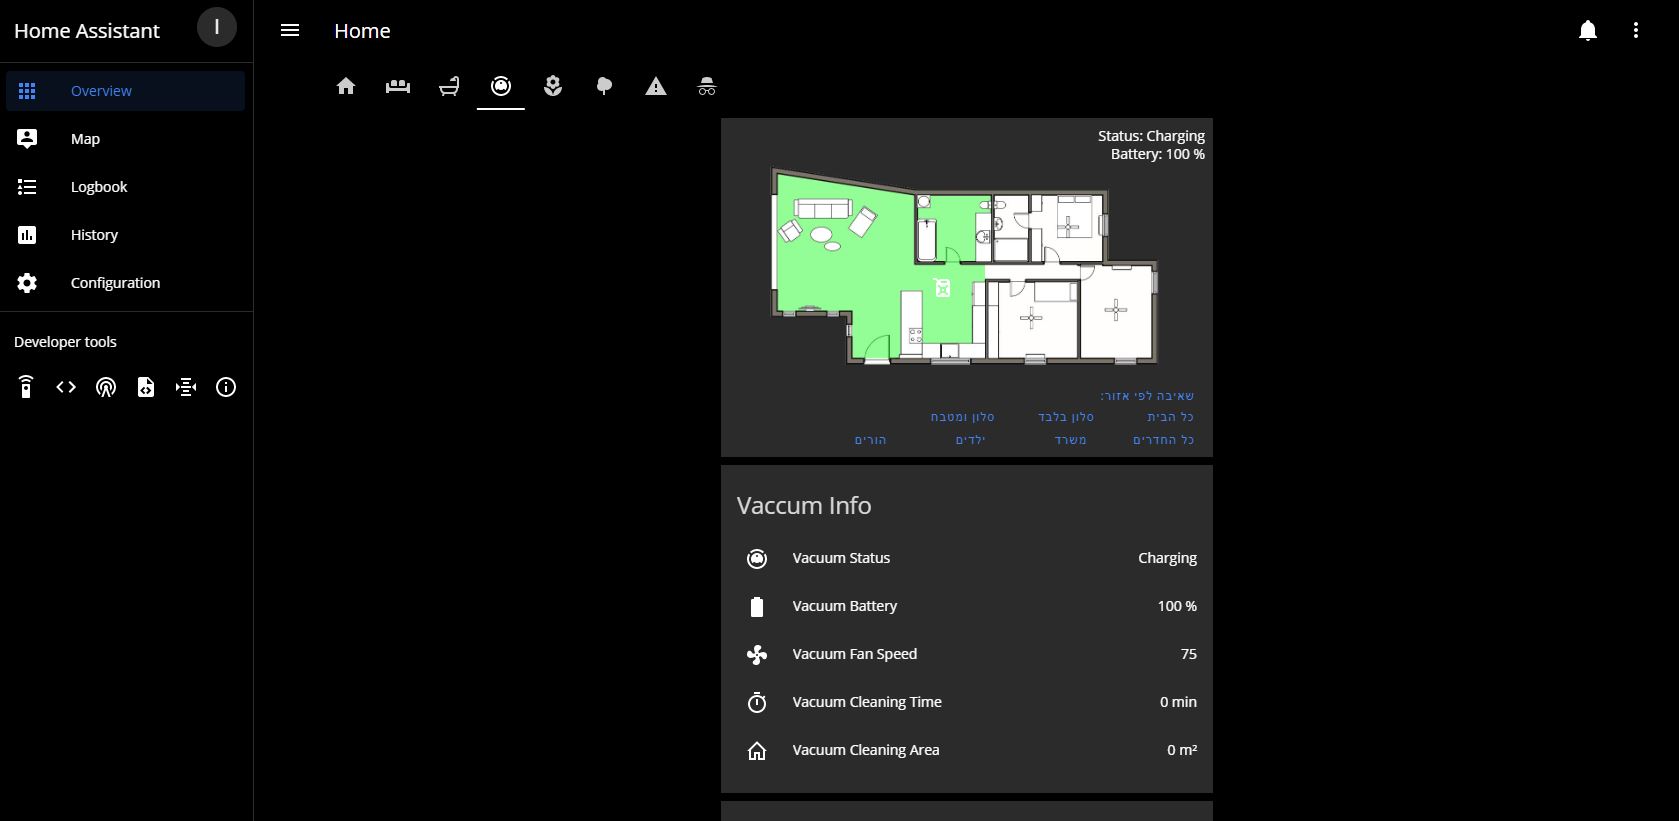 Home Assistant
I
Home
Overview
Map
Logbook
History
Configuration
Developer tools
Status: Charging
Battery: 100 %
שאיבה לפי אזור:
כל הבית סלון בלבד סלון ומטבח
כל החדרים משרד ילדים הורים
Vaccum Info
Vacuum Status Charging
Vacuum Battery 100 %
Vacuum Fan Speed 75
Vacuum Cleaning Time 0 min
Vacuum Cleaning Area 0 m²